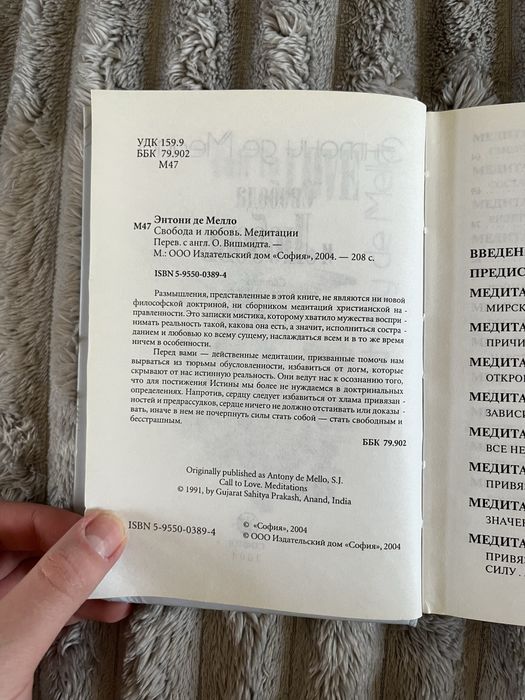 УДК 159.9
ББК 79.902
М47
Энтони де Мелло
М47 Свобода и любовь. Медитации
Перев. с англ. О. Вишмидта. —
М.: ООО Издательский дом «София», 2004. — 208 с.
ISBN 5-9550-0389-4
Размышления, представленные в этой книге, не являются ни новой
философской доктриной, ни сборником медитаций христианской на-
правленности. Это записки мистика, которому хватило мужества воспри-
нимать реальность такой, какова она есть, а значит, исполниться состра-
данием и любовью ко всему сущему, наслаждаться всем и в то же время
ничем в особенности.
Перед вами — действенные медитации, призванные помочь нам
вырваться из тюрьмы обусловленности, избавиться от догм, которые
скрывают от нас истинную реальность. Они ведут нас к осознанию того,
что для постижения Истины мы более не нуждаемся в доктринальных
определениях. Напротив, сердцу следует избавиться от хлама привязан-
ностей и предрассудков, сердце ничего не должно отстаивать или доказы-
вать, иначе в нем не почерпнуть силы стать собой — стать свободным и
бесстрашным.
ББК 79.902
Originally published as Antony de Mello, S.J.
Call to Love. Meditations
© 1991, by Gujarat Sahitya Prakash, Anand, India
ISBN 5-9550-0389-4
© «София», 2004
© ООО Издательский дом «София», 2004
ВВЕДЕН
ПРЕДИС
МЕДИТА
МИРСК
МЕДИТА
ПРИЧИ
МЕДИТА
ОТКРО
МЕДИТА
ЗАВИС
МЕДИТА
ВСЕ НЕ
МЕДИТА
ПРИВЯ
МЕДИТА
ЗНАЧЕ
МЕДИТА
ПРИВЯ
СИЛУ .